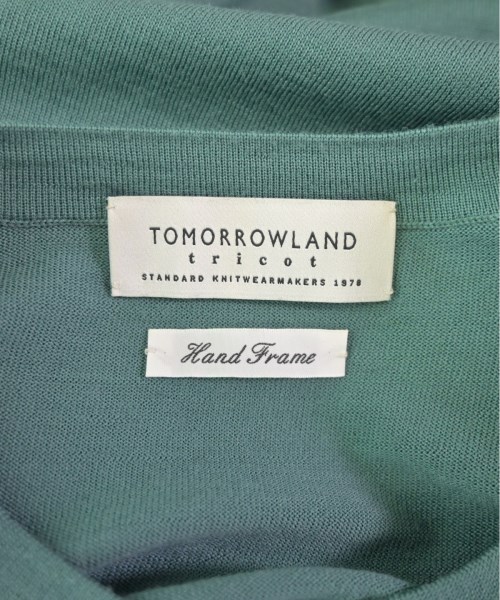 TOMORROWLAND
tricot
STANDARD KNITWEARMAKERS 1978
Hand Frame